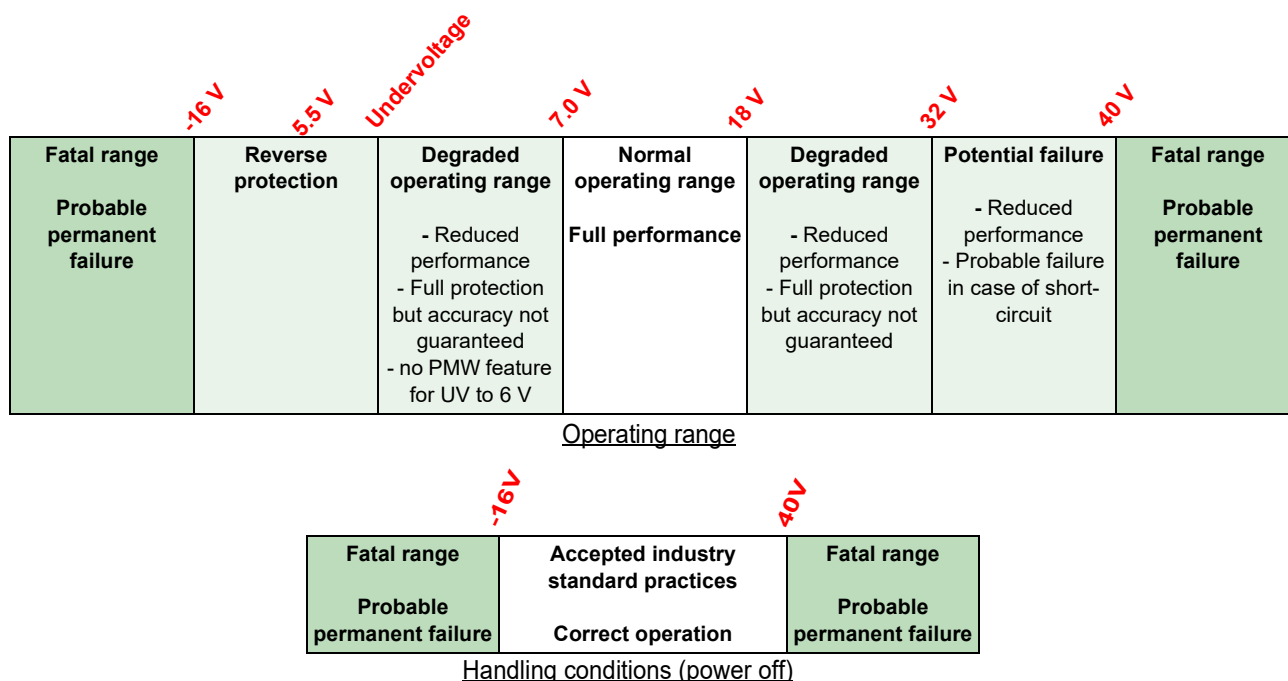 -16 V
5.5 V
Undervoltage
7.0 V
18 V
32 V
40 V
Fatal range
Probable
permanent
failure
Reverse
protection
Degraded
operating range
- Reduced
performance
- Full protection
but accuracy not
guaranteed
- no PMW feature
for UV to 6 V
Normal
operating range
Full performance
Degraded
operating range
- Reduced
performance
- Full protection
but accuracy not
guaranteed
Potential failure
- Reduced
performance
- Probable failure
in case of short-
circuit
Fatal range
Probable
permanent
failure
Operating range
-16V
40V
Fatal range
Probable
permanent failure
Accepted industry
standard practices
Correct operation
Fatal range
Probable
permanent failure
Handling conditions (power off)